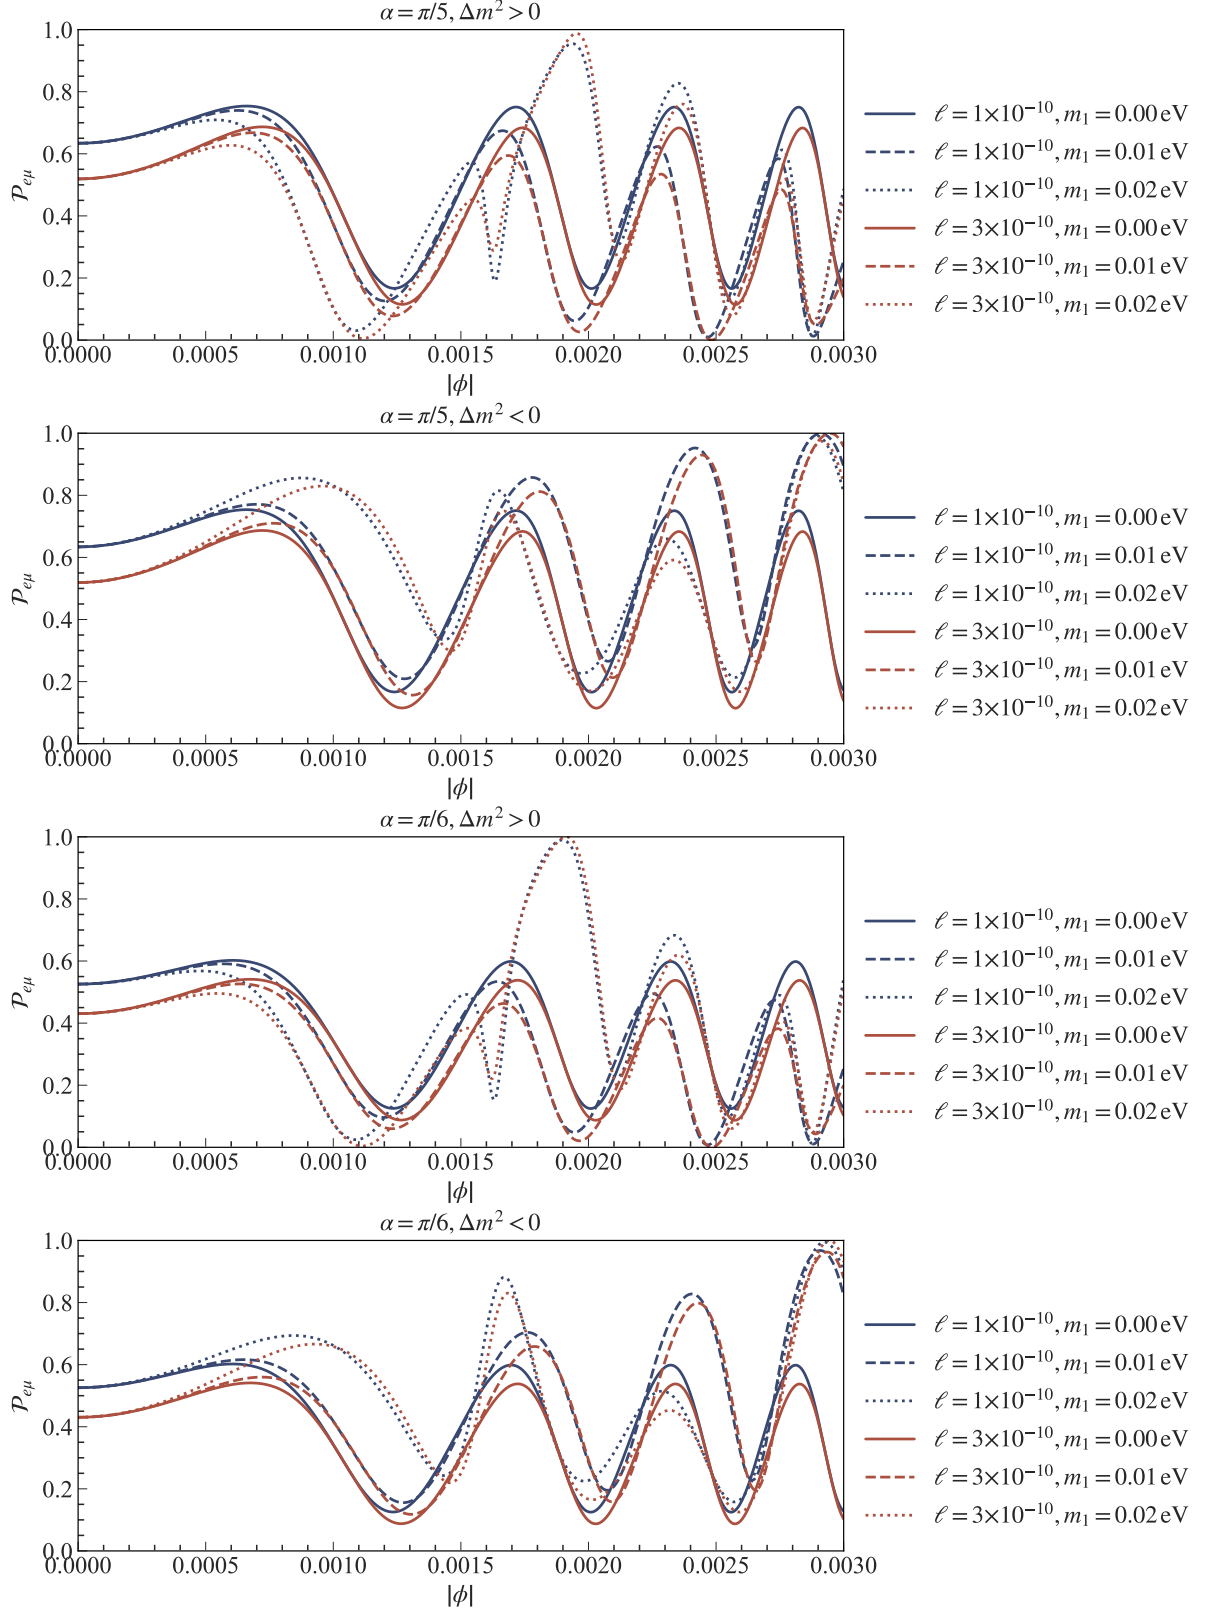 α = π/5, Δm² > 0
1.0
0.8
0.6
0.4
0.2
0.0
𝒫eμ
0.0000 0.0005 0.0010 0.0015 0.0020 0.0025 0.0030
|ϕ|
ℓ = 1×10⁻¹⁰, m₁ = 0.00 eV
ℓ = 1×10⁻¹⁰, m₁ = 0.01 eV
ℓ = 1×10⁻¹⁰, m₁ = 0.02 eV
ℓ = 3×10⁻¹⁰, m₁ = 0.00 eV
ℓ = 3×10⁻¹⁰, m₁ = 0.01 eV
ℓ = 3×10⁻¹⁰, m₁ = 0.02 eV
α = π/5, Δm² < 0
1.0
0.8
0.6
0.4
0.2
0.0
𝒫eμ
0.0000 0.0005 0.0010 0.0015 0.0020 0.0025 0.0030
|ϕ|
ℓ = 1×10⁻¹⁰, m₁ = 0.00 eV
ℓ = 1×10⁻¹⁰, m₁ = 0.01 eV
ℓ = 1×10⁻¹⁰, m₁ = 0.02 eV
ℓ = 3×10⁻¹⁰, m₁ = 0.00 eV
ℓ = 3×10⁻¹⁰, m₁ = 0.01 eV
ℓ = 3×10⁻¹⁰, m₁ = 0.02 eV
α = π/6, Δm² > 0
1.0
0.8
0.6
0.4
0.2
0.0
𝒫eμ
0.0000 0.0005 0.0010 0.0015 0.0020 0.0025 0.0030
|ϕ|
ℓ = 1×10⁻¹⁰, m₁ = 0.00 eV
ℓ = 1×10⁻¹⁰, m₁ = 0.01 eV
ℓ = 1×10⁻¹⁰, m₁ = 0.02 eV
ℓ = 3×10⁻¹⁰, m₁ = 0.00 eV
ℓ = 3×10⁻¹⁰, m₁ = 0.01 eV
ℓ = 3×10⁻¹⁰, m₁ = 0.02 eV
α = π/6, Δm² < 0
1.0
0.8
0.6
0.4
0.2
0.0
𝒫eμ
0.0000 0.0005 0.0010 0.0015 0.0020 0.0025 0.0030
|ϕ|
ℓ = 1×10⁻¹⁰, m₁ = 0.00 eV
ℓ = 1×10⁻¹⁰, m₁ = 0.01 eV
ℓ = 1×10⁻¹⁰, m₁ = 0.02 eV
ℓ = 3×10⁻¹⁰, m₁ = 0.00 eV
ℓ = 3×10⁻¹⁰, m₁ = 0.01 eV
ℓ = 3×10⁻¹⁰, m₁ = 0.02 eV